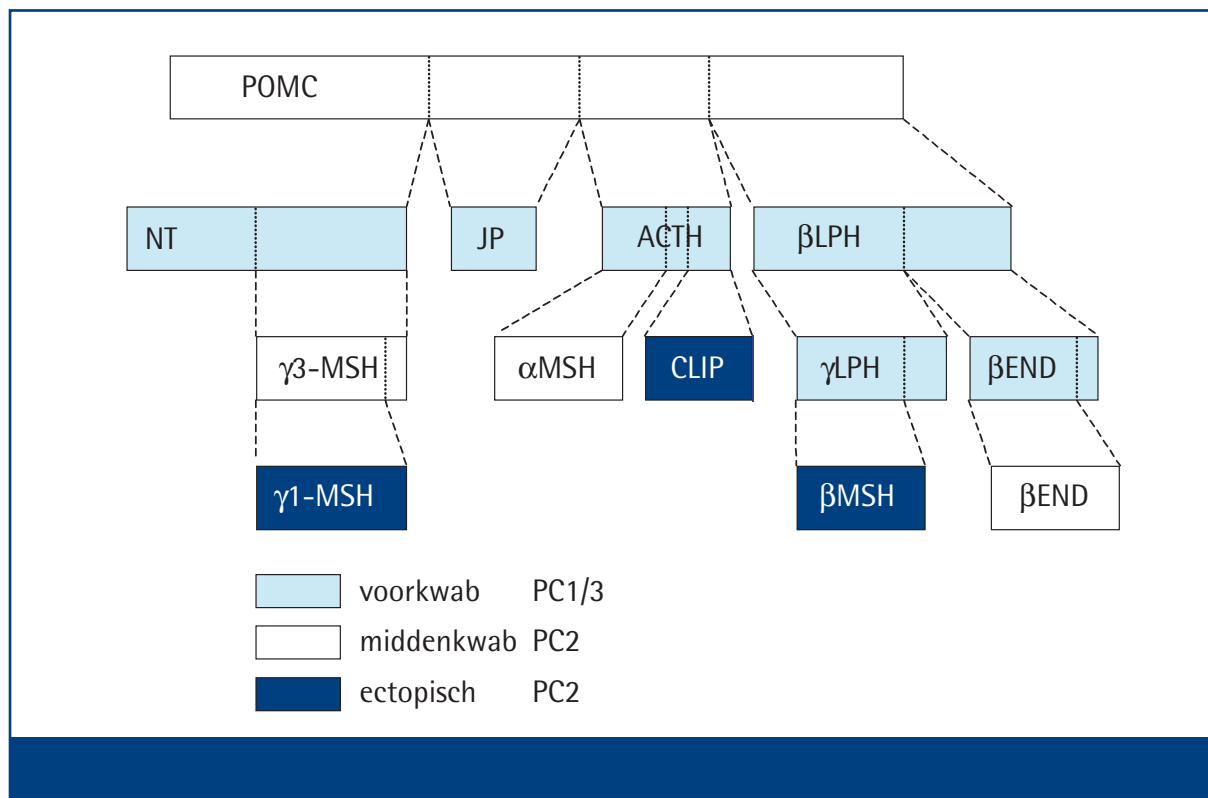 POMC
NT JP ACTH βLPH
γ3-MSH αMSH CLIP γLPH βEND
γ1-MSH βMSH βEND
voorkwab PC1/3
middenkwab PC2
ectopisch PC2